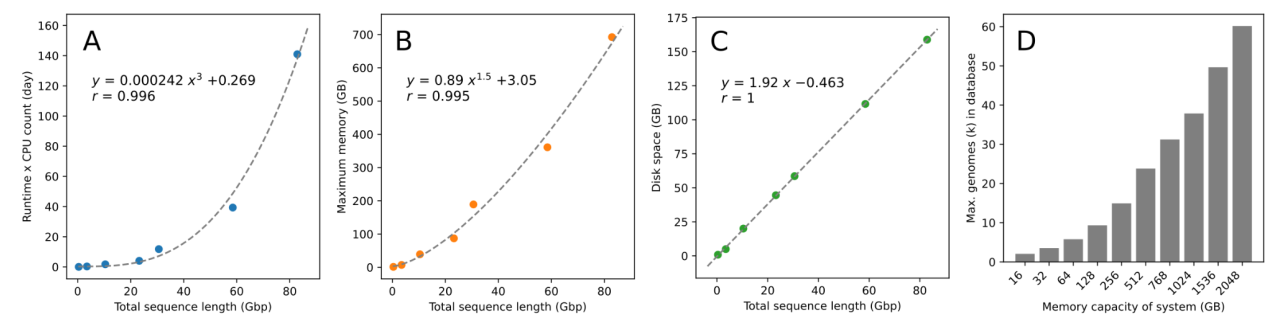 A
y = 0.000242 x³ +0.269
r = 0.996
160
140
120
100
80
60
40
20
0
0 20 40 60 80
Runtime x CPU count (day)
Total sequence length (Gbp)
B
y = 0.89 x¹·⁵ +3.05
r = 0.995
700
600
500
400
300
200
100
0
0 20 40 60 80
Maximum memory (GB)
Total sequence length (Gbp)
C
y = 1.92 x −0.463
r = 1
175
150
125
100
75
50
25
0
0 20 40 60 80
Disk space (GB)
Total sequence length (Gbp)
D
60
50
40
30
20
10
0
16 32 64 128 256 512 768 1024 1536 2048
Max. genomes (k) in database
Memory capacity of system (GB)